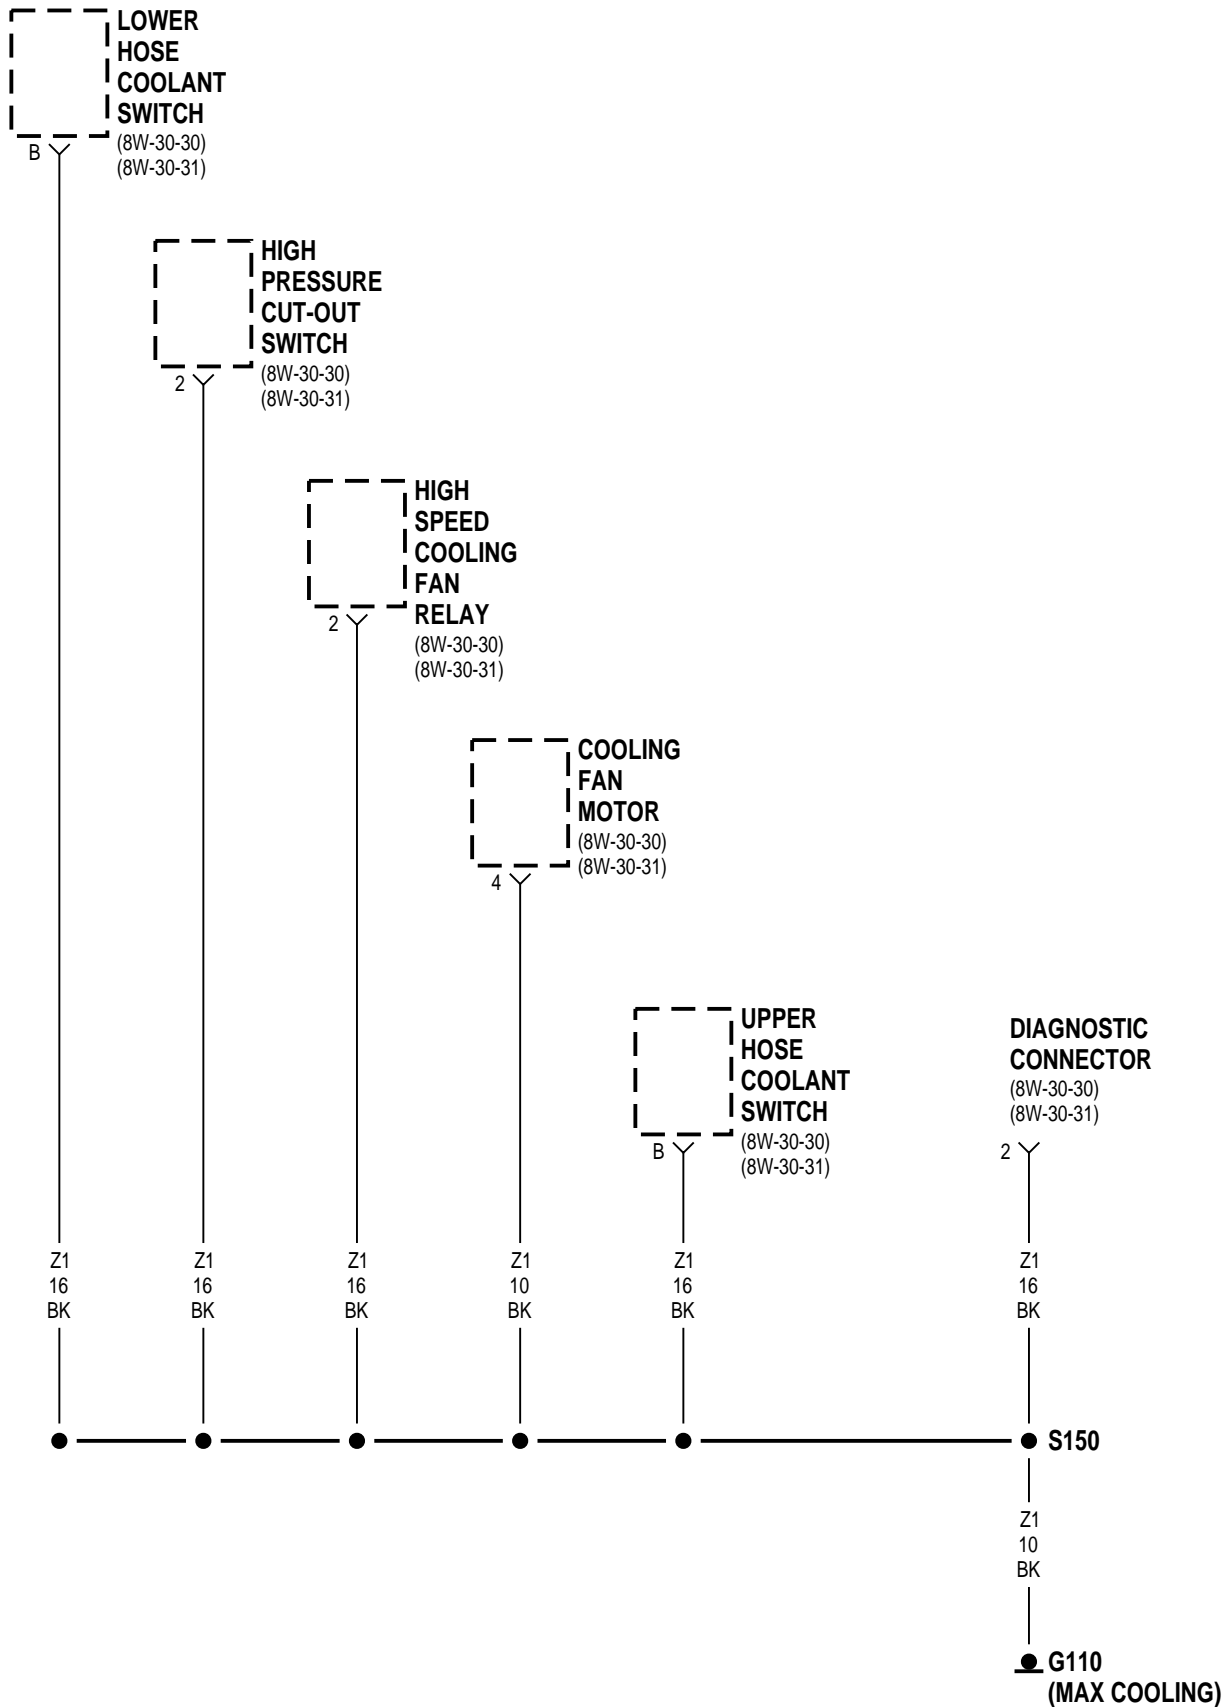 LOWER
HOSE
COOLANT
SWITCH
(8W-30-30)
(8W-30-31)
B
HIGH
PRESSURE
CUT-OUT
SWITCH
(8W-30-30)
(8W-30-31)
2
HIGH
SPEED
COOLING
FAN
RELAY
(8W-30-30)
(8W-30-31)
2
COOLING
FAN
MOTOR
(8W-30-30)
(8W-30-31)
4
UPPER
HOSE
COOLANT
SWITCH
(8W-30-30)
(8W-30-31)
B
DIAGNOSTIC
CONNECTOR
(8W-30-30)
(8W-30-31)
2
Z1
16
BK
Z1
16
BK
Z1
16
BK
Z1
10
BK
Z1
16
BK
Z1
16
BK
S150
Z1
10
BK
G110
(MAX COOLING)